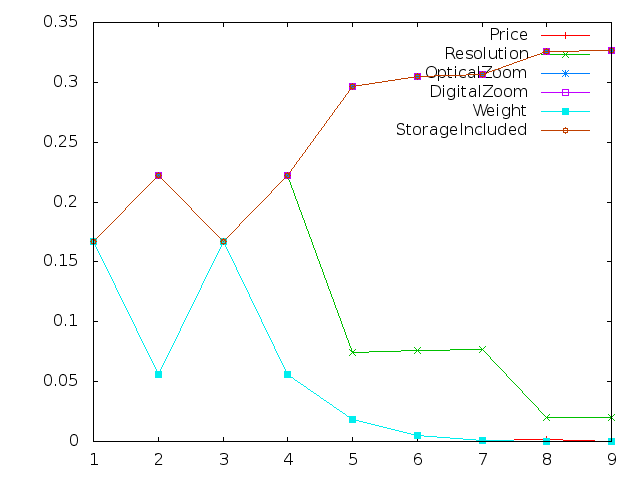 0.35
0.3
0.25
0.2
0.15
0.1
0.05
0
1 2 3 4 5 6 7 8 9
Price
Resolution
OpticalZoom
DigitalZoom
Weight
StorageIncluded